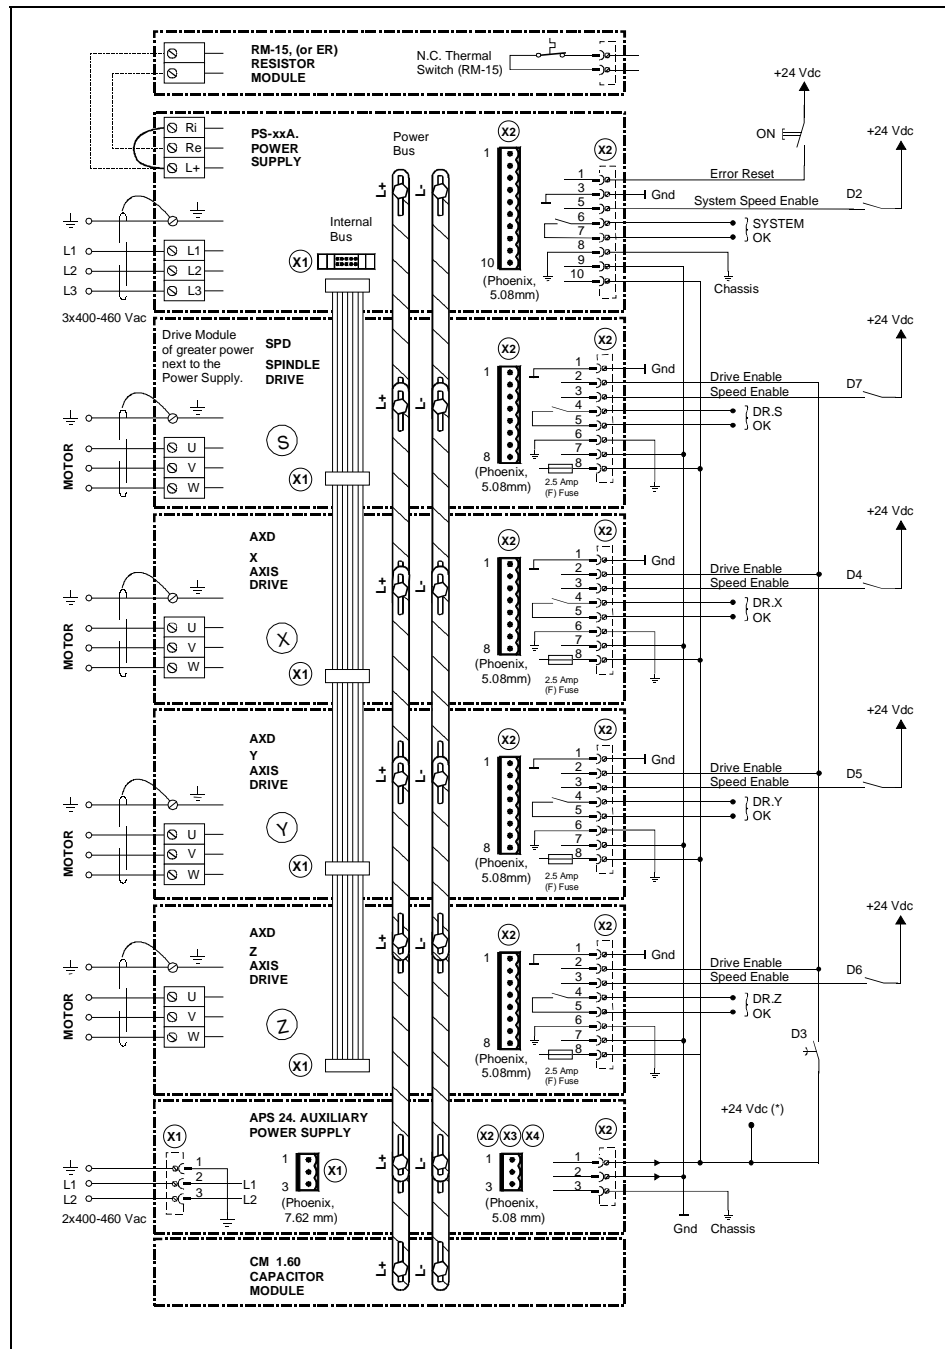 RM-15, (or ER)
RESISTOR
MODULE
N.C. Thermal
Switch (RM-15)
+24 Vdc
ON
+24 Vdc
Ri
Re
L+
PS-xxA.
POWER
SUPPLY
Power
Bus
L+
L-
X2
1
10
(Phoenix,
5.08mm)
X2
1
3
5
6
7
8
9
10
Error Reset
Gnd
System Speed Enable
D2
SYSTEM
OK
Chassis
Internal
Bus
X1
L1
L2
L3
L1
L2
L3
3x400-460 Vac
Drive Module
of greater power
next to the
Power Supply.
SPD
SPINDLE
DRIVE
S
X1
MOTOR
U
V
W
L+
L-
X2
1
8
(Phoenix,
5.08mm)
X2
1
2
3
4
5
6
7
8
2.5 Amp
(F) Fuse
Gnd
Drive Enable
Speed Enable
D7
+24 Vdc
DR.S
OK
AXD
X
AXIS
DRIVE
X
X1
MOTOR
U
V
W
L+
L-
X2
1
8
(Phoenix,
5.08mm)
X2
1
2
3
4
5
6
7
8
2.5 Amp
(F) Fuse
Gnd
Drive Enable
Speed Enable
D4
+24 Vdc
DR.X
OK
AXD
Y
AXIS
DRIVE
Y
X1
MOTOR
U
V
W
L+
L-
X2
1
8
(Phoenix,
5.08mm)
X2
1
2
3
4
5
6
7
8
2.5 Amp
(F) Fuse
Gnd
Drive Enable
Speed Enable
D5
+24 Vdc
DR.Y
OK
AXD
Z
AXIS
DRIVE
Z
X1
MOTOR
U
V
W
L+
L-
X2
1
8
(Phoenix,
5.08mm)
X2
1
2
3
4
5
6
7
8
2.5 Amp
(F) Fuse
Gnd
Drive Enable
Speed Enable
D6
+24 Vdc
DR.Z
OK
D3
+24 Vdc (*)
APS 24. AUXILIARY
POWER SUPPLY
X1
1
2
3
L1
L2
L1
L2
2x400-460 Vac
1
3
X1
(Phoenix,
7.62 mm)
L+
L-
X2 X3 X4
1
3
(Phoenix,
5.08 mm)
X2
1
2
3
Gnd
Chassis
CM 1.60
CAPACITOR
MODULE
L+
L-